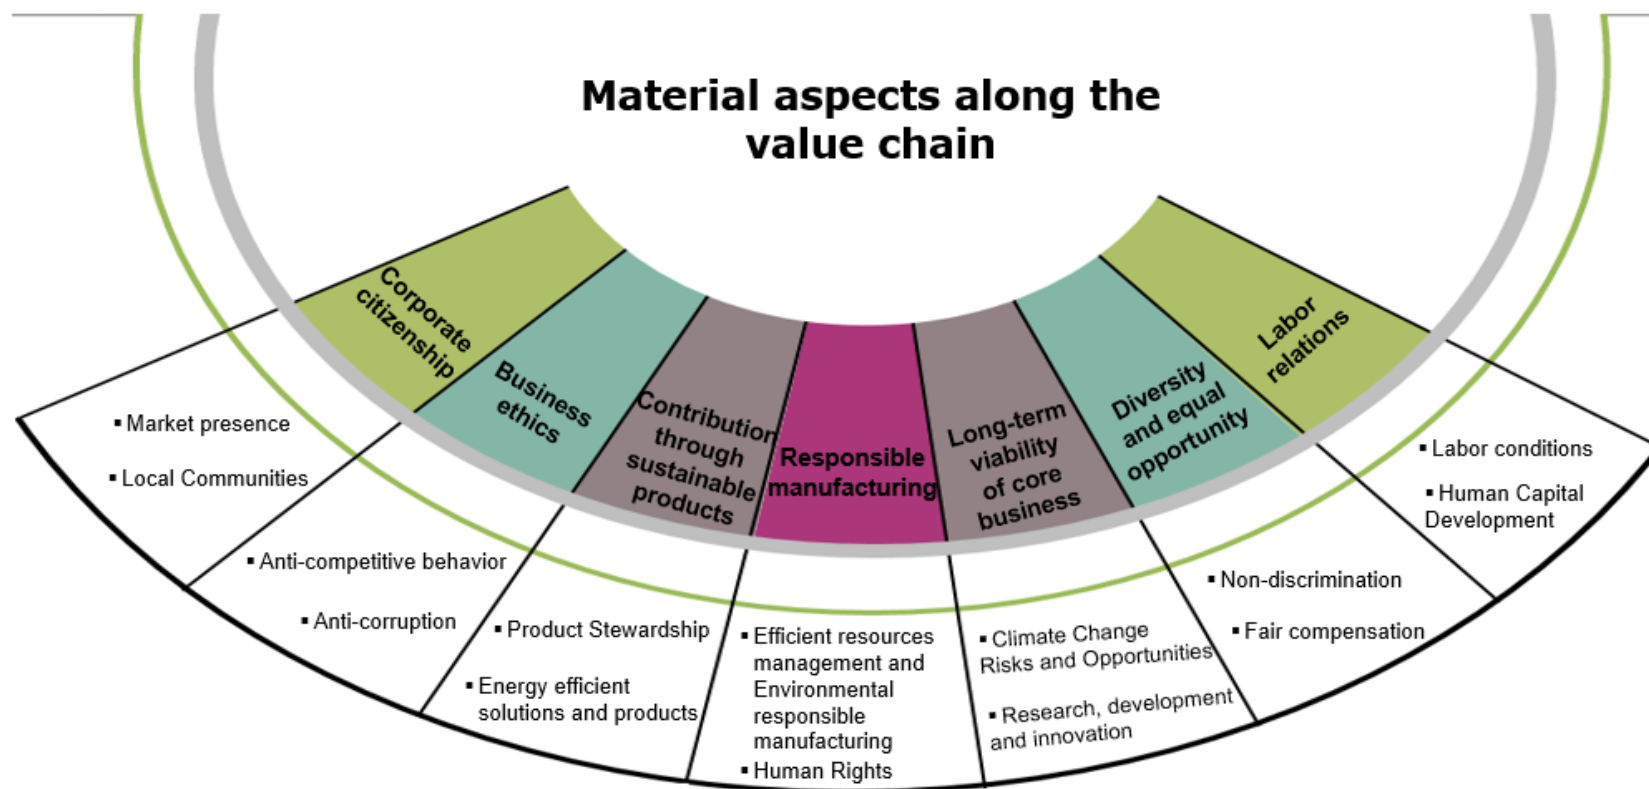 Material aspects along the
value chain
Corporate
citizenship
Business
ethics
Contribution
through
sustainable
products
Responsible
manufacturing
Long-term
viability
of core
business
Diversity
and equal
opportunity
Labor
relations
▪ Market presence
▪ Local Communities
▪ Anti-competitive behavior
▪ Anti-corruption
▪ Product Stewardship
▪ Energy efficient
solutions and products
▪ Efficient resources
management and
Environmental
responsible
manufacturing
▪ Human Rights
▪ Climate Change
Risks and Opportunities
▪ Research, development
and innovation
▪ Non-discrimination
▪ Fair compensation
▪ Labor conditions
▪ Human Capital
Development